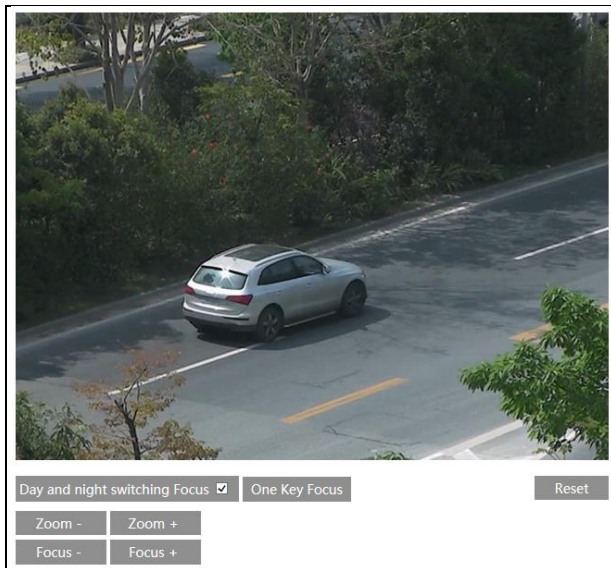 Day and night switching Focus One Key Focus Reset
Zoom - Zoom +
Focus - Focus +